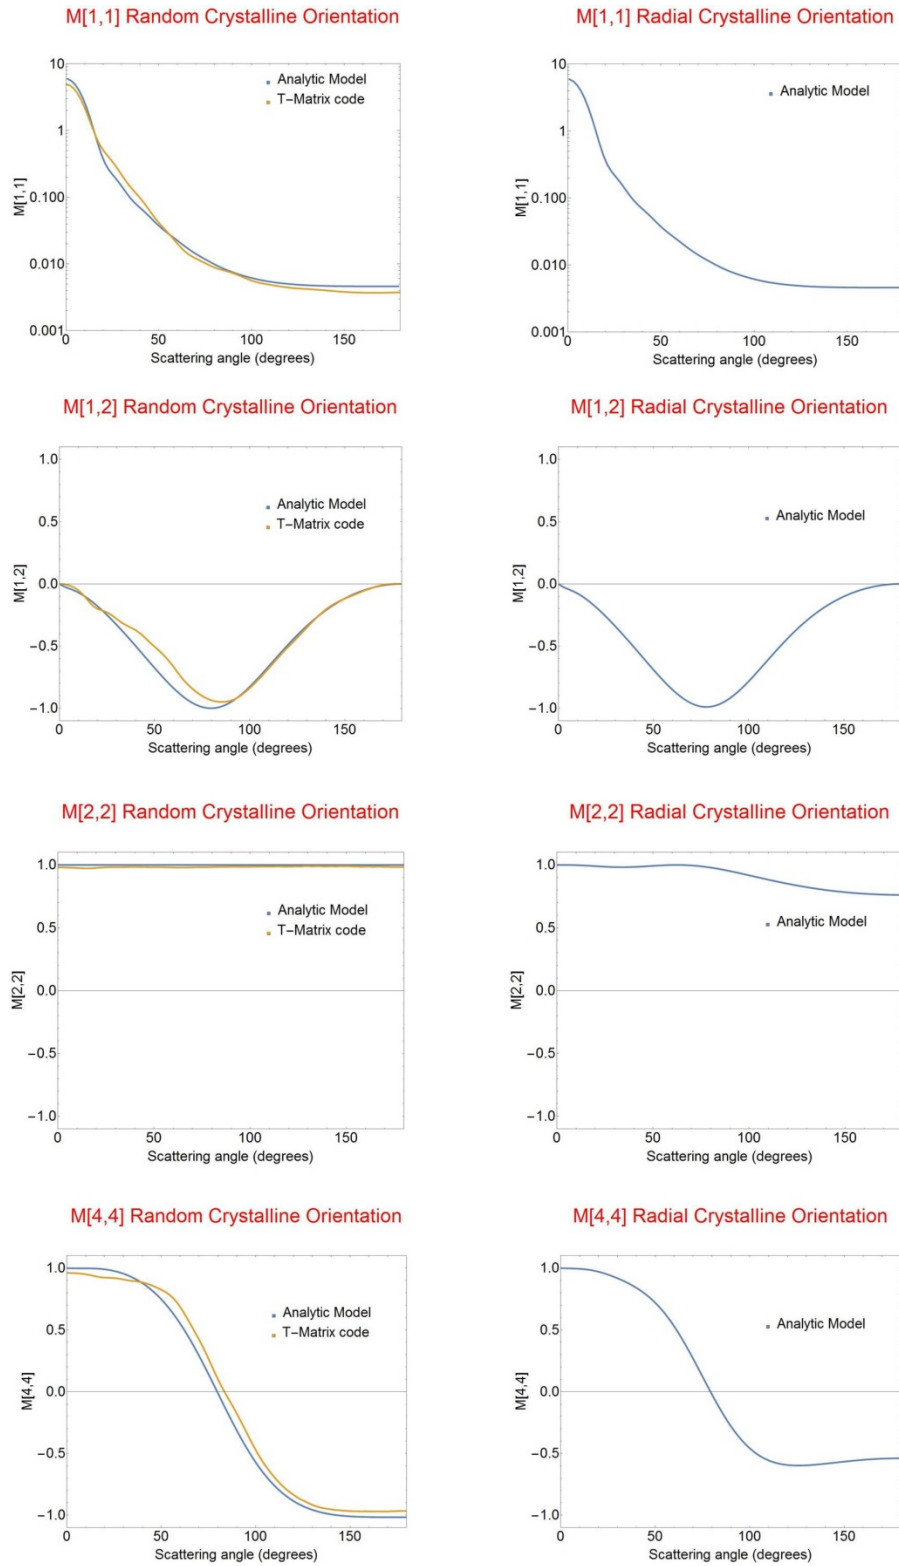 M[1,1] Random Crystalline Orientation
10
1
0.100
0.010
0.001
M[1,1]
Analytic Model
T-Matrix code
0
50
100
150
Scattering angle (degrees)
M[1,1] Radial Crystalline Orientation
10
1
0.100
0.010
0.001
M[1,1]
Analytic Model
0
50
100
150
Scattering angle (degrees)
M[1,2] Random Crystalline Orientation
1.0
0.5
0.0
-0.5
-1.0
M[1,2]
Analytic Model
T-Matrix code
0
50
100
150
Scattering angle (degrees)
M[1,2] Radial Crystalline Orientation
1.0
0.5
0.0
-0.5
-1.0
M[1,2]
Analytic Model
0
50
100
150
Scattering angle (degrees)
M[2,2] Random Crystalline Orientation
1.0
0.5
0.0
-0.5
-1.0
M[2,2]
Analytic Model
T-Matrix code
0
50
100
150
Scattering angle (degrees)
M[2,2] Radial Crystalline Orientation
1.0
0.5
0.0
-0.5
-1.0
M[2,2]
Analytic Model
0
50
100
150
Scattering angle (degrees)
M[4,4] Random Crystalline Orientation
1.0
0.5
0.0
-0.5
-1.0
M[4,4]
Analytic Model
T-Matrix code
0
50
100
150
Scattering angle (degrees)
M[4,4] Radial Crystalline Orientation
1.0
0.5
0.0
-0.5
-1.0
M[4,4]
Analytic Model
0
50
100
150
Scattering angle (degrees)